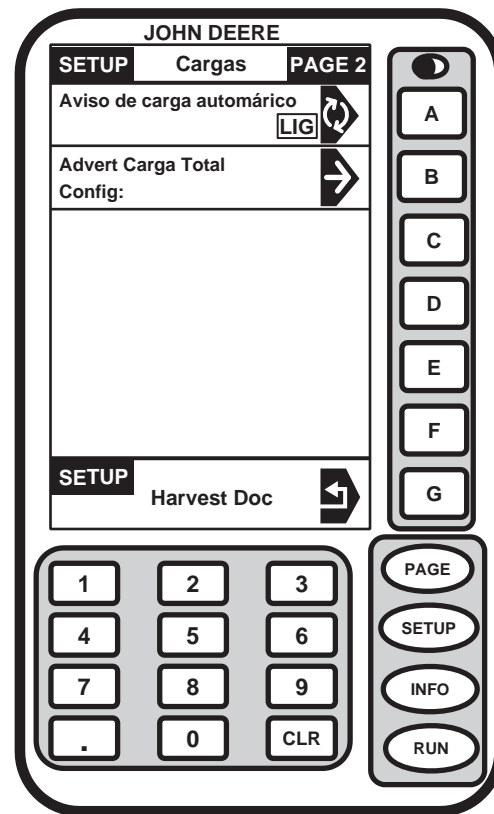 JOHN DEERE
SETUP Cargas PAGE 2
Aviso de carga automárico
LIG
Advert Carga Total
Config:
SETUP
Harvest Doc
A
B
C
D
E
F
G
1 2 3
4 5 6
7 8 9
. 0 CLR
PAGE
SETUP
INFO
RUN